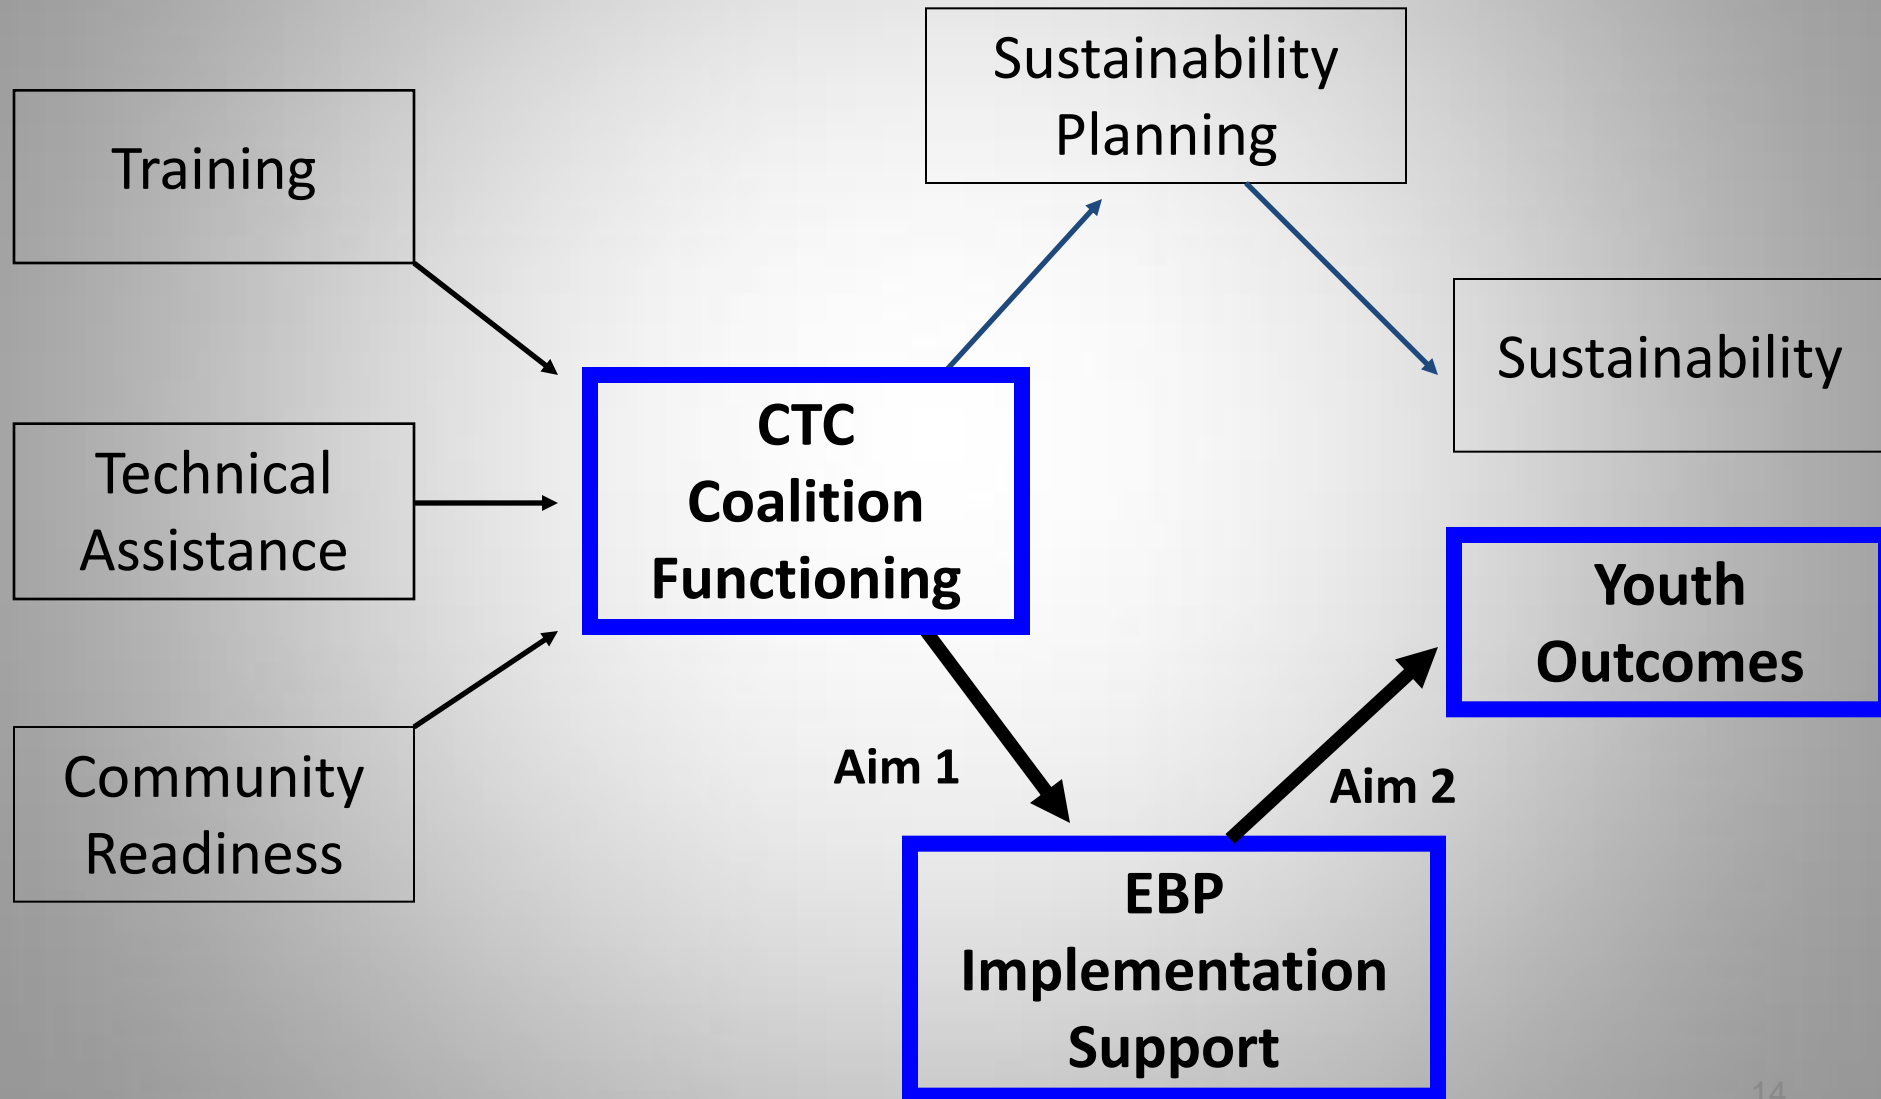 Sustainability
Planning
Training
Sustainability
CTC
Coalition
Functioning
Technical
Assistance
Youth
Outcomes
Community
Readiness
Aim 1
Aim 2
EBP
Implementation
Support
14